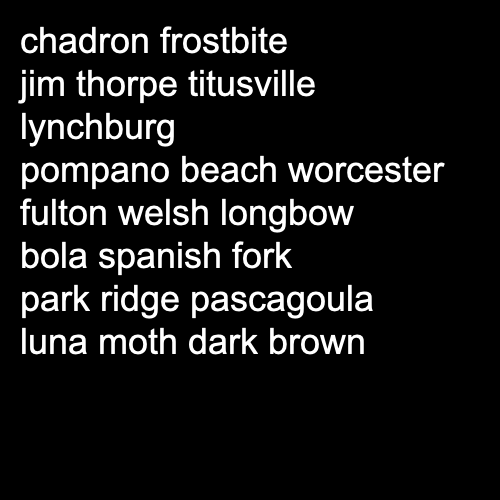 chadron frostbite
jim thorpe titusville
lynchburg
pompano beach worcester
fulton welsh longbow
bola spanish fork
park ridge pascagoula
luna moth dark brown